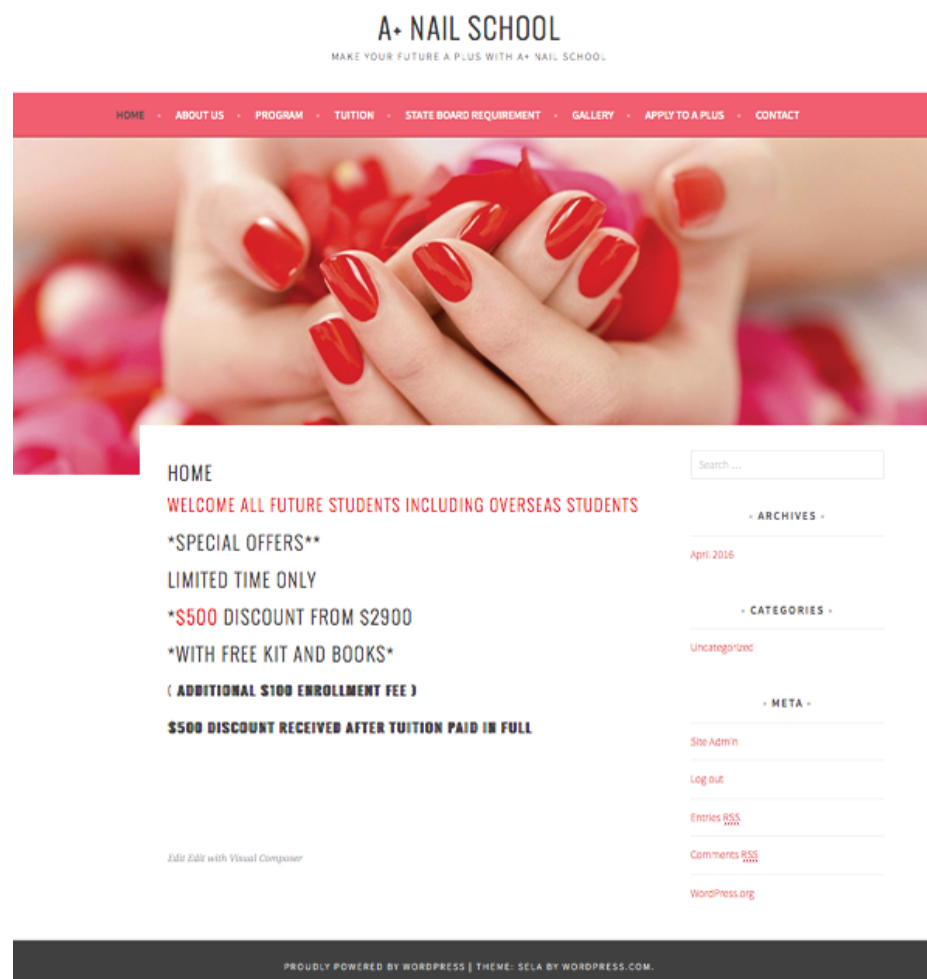 A+ NAIL SCHOOL
MAKE YOUR FUTURE A PLUS WITH A+ NAIL SCHOOL
HOME ABOUT US PROGRAM TUITION STATE BOARD REQUIREMENT GALLERY APPLY TO A PLUS CONTACT
HOME
WELCOME ALL FUTURE STUDENTS INCLUDING OVERSEAS STUDENTS
*SPECIAL OFFERS**
LIMITED TIME ONLY
*$500 DISCOUNT FROM $2900
*WITH FREE KIT AND BOOKS*
( ADDITIONAL $100 ENROLLMENT FEE )
$500 DISCOUNT RECEIVED AFTER TUITION PAID IN FULL
Edit Edit with Visual Composer
Search ...
- ARCHIVES -
April 2016
- CATEGORIES -
Uncategorized
- META -
Site Admin
Log out
Entries RSS
Comments RSS
WordPress.org
PROUDLY POWERED BY WORDPRESS | THEME: SELA BY WORDPRESS.COM.